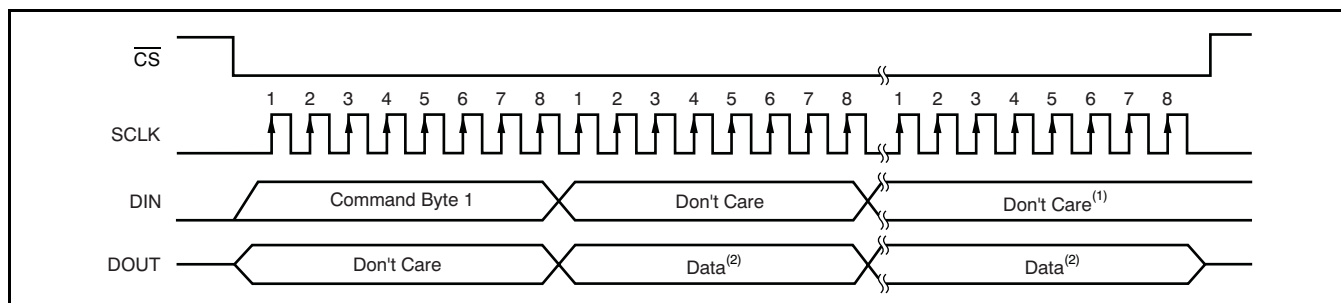 CS
1 2 3 4 5 6 7 8 1 2 3 4 5 6 7 8 1 2 3 4 5 6 7 8
SCLK
DIN Command Byte 1 Don't Care Don't Care(1)
DOUT Don't Care Data(2) Data(2)